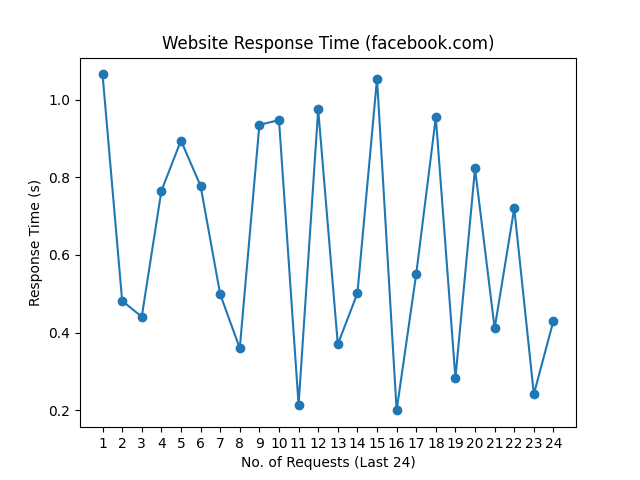 Website Response Time (facebook.com)
Response Time (s)
1.0
0.8
0.6
0.4
0.2
1 2 3 4 5 6 7 8 9 10 11 12 13 14 15 16 17 18 19 20 21 22 23 24
No. of Requests (Last 24)